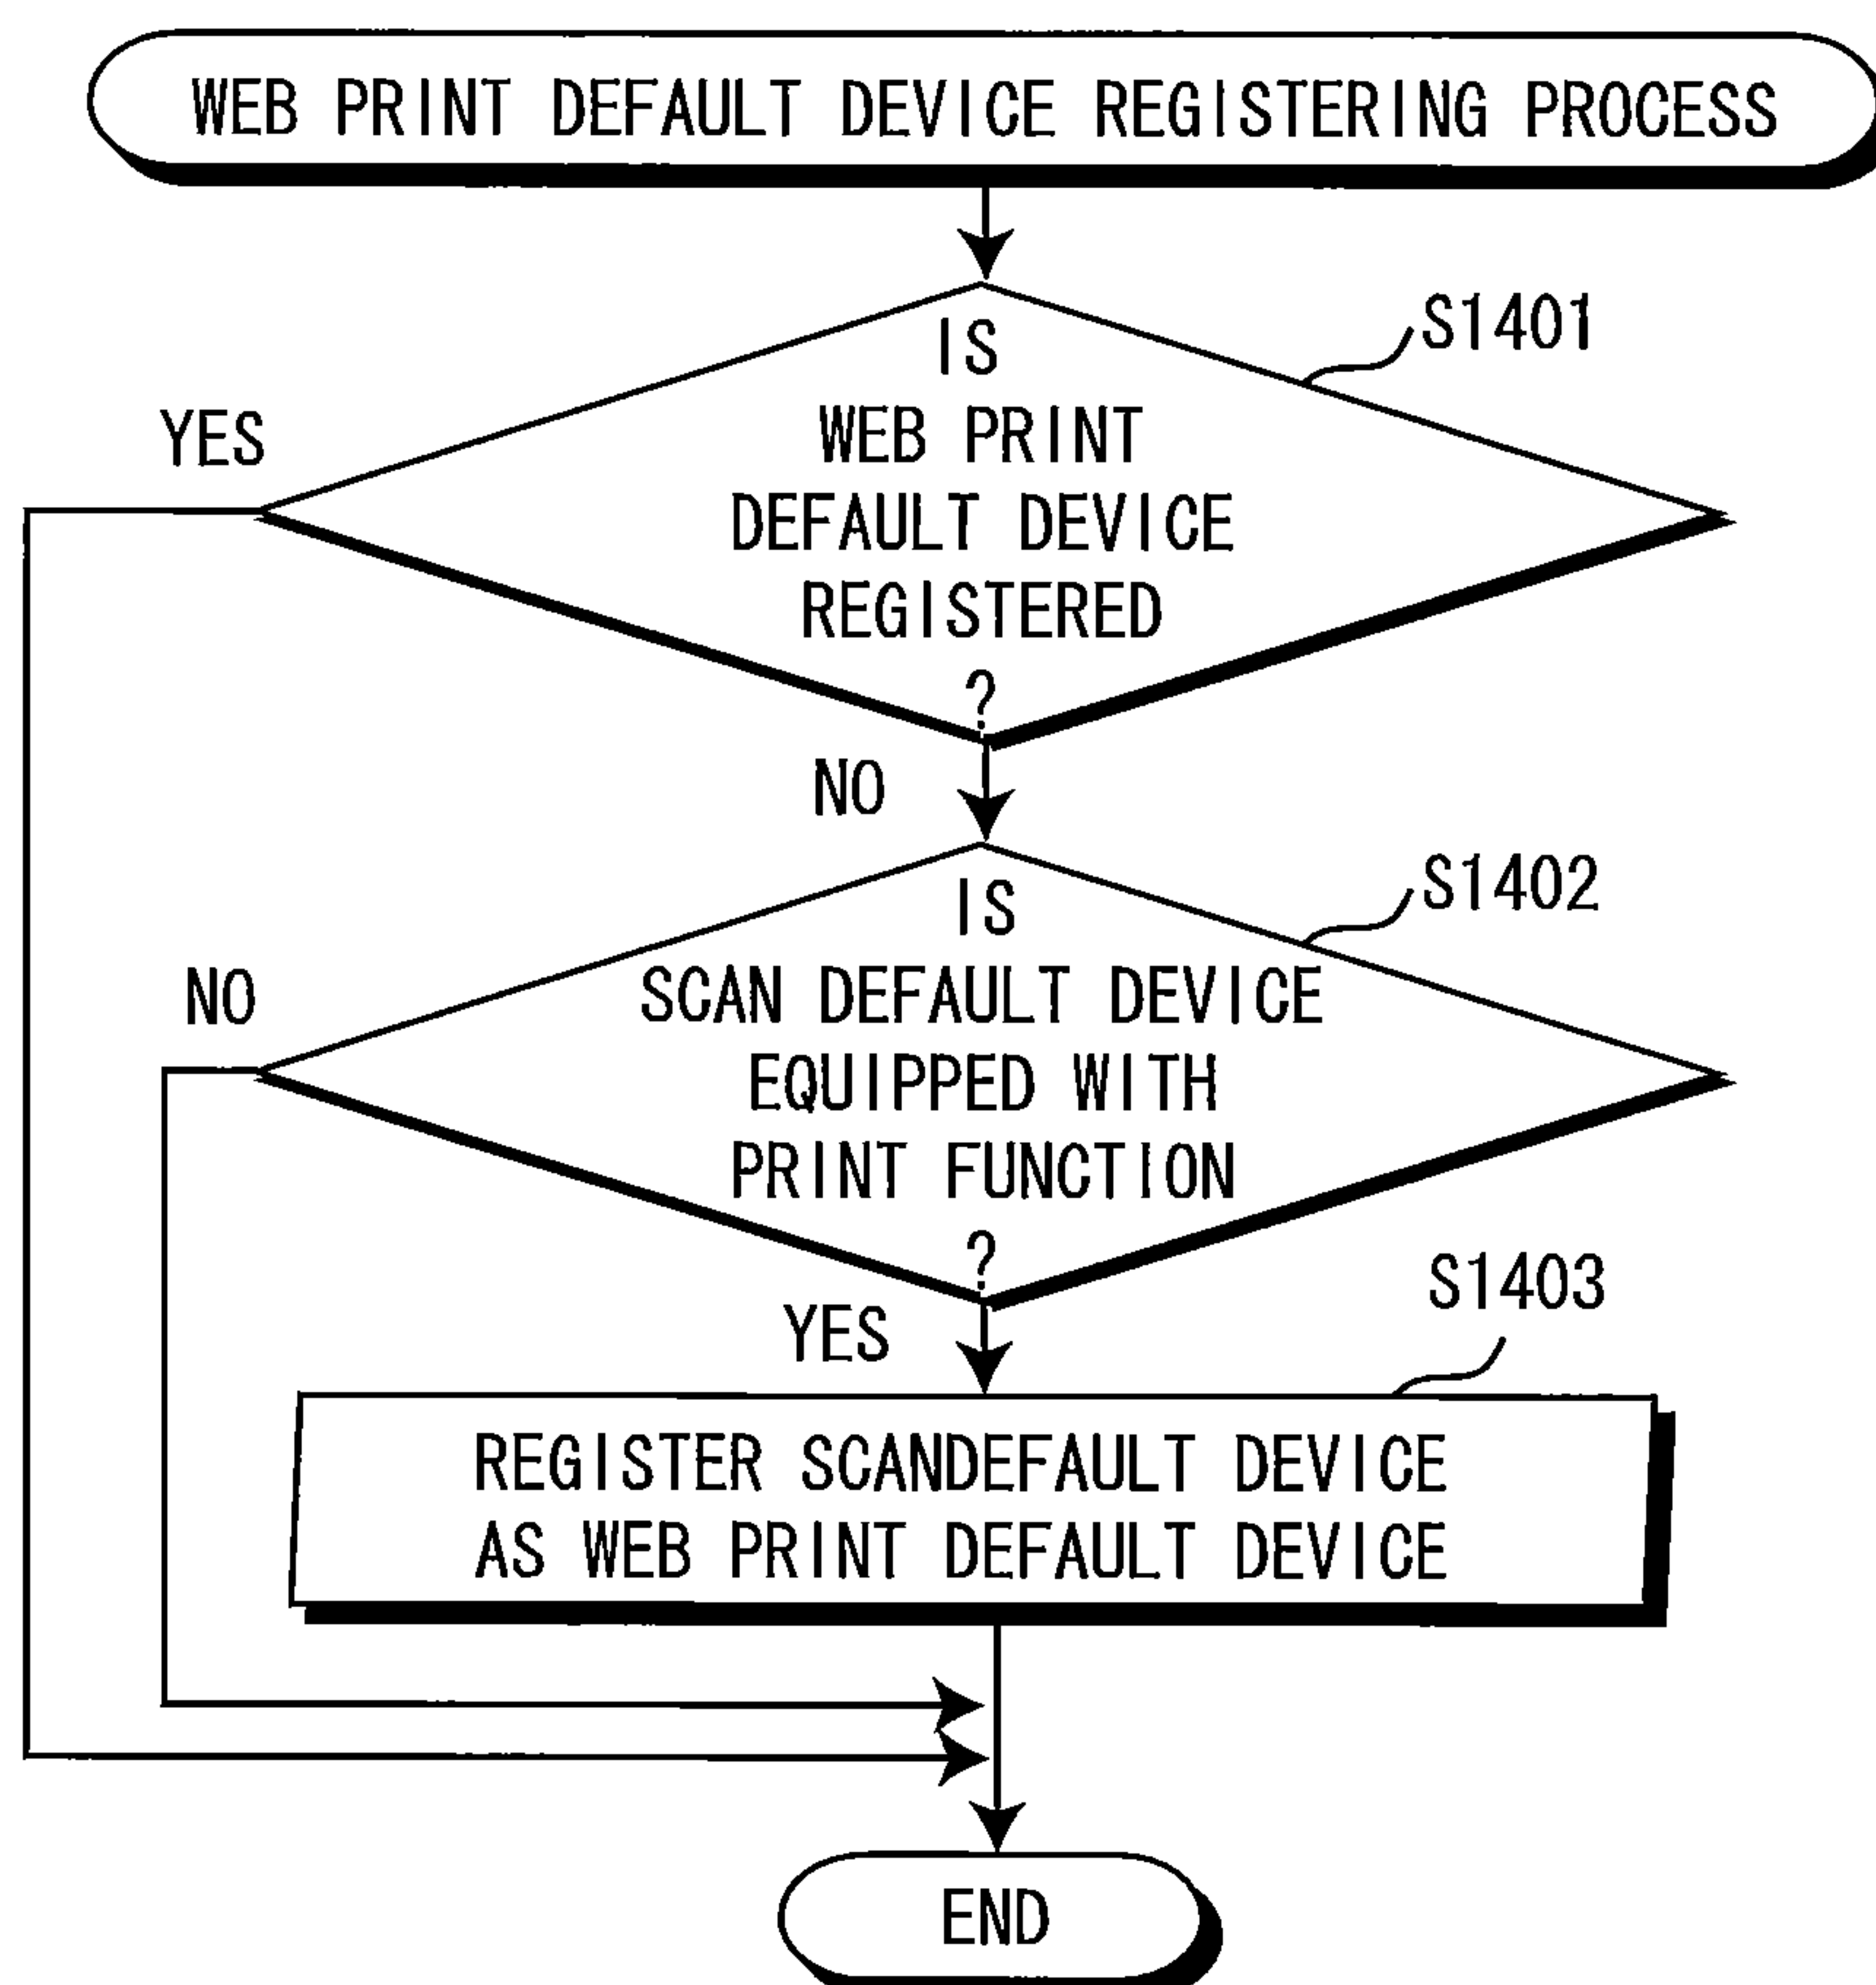 WEB PRINT DEFAULT DEVICE REGISTERING PROCESS
S1401
IS
WEB PRINT
DEFAULT DEVICE
REGISTERED
?
YES
NO
S1402
IS
SCAN DEFAULT DEVICE
EQUIPPED WITH
PRINT FUNCTION
?
NO
YES
S1403
REGISTER SCANDEFAULT DEVICE
AS WEB PRINT DEFAULT DEVICE
END